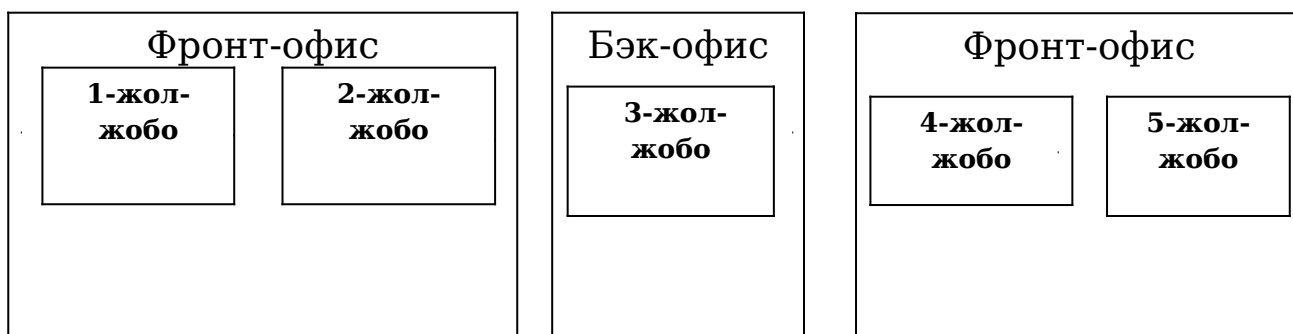 Фронт-офис
1-жол-
жобо
2-жол-
жобо
Бэк-офис
3-жол-
жобо
Фронт-офис
4-жол-
жобо
5-жол-
жобо